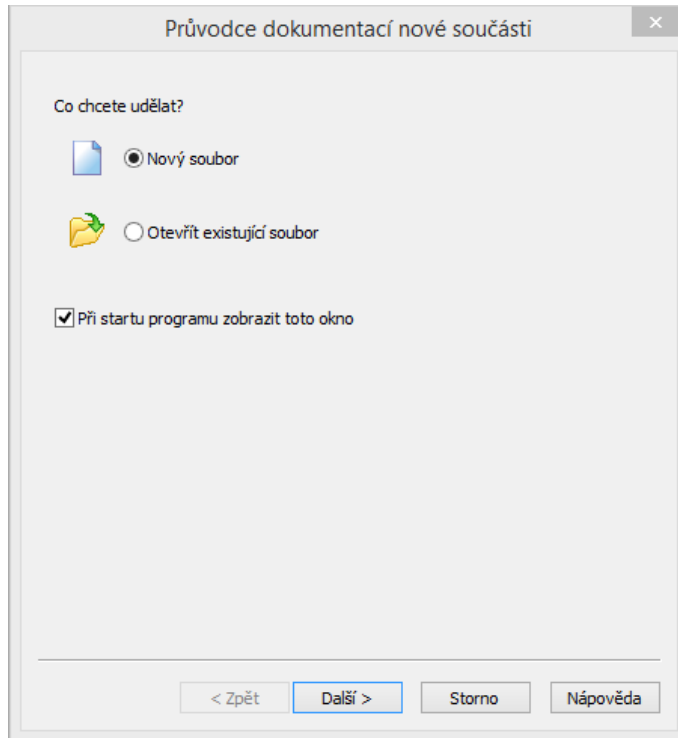 Průvodce dokumentací nové součásti
Co chcete udělat?
Nový soubor
Otevřít existující soubor
Při startu programu zobrazit toto okno
< Zpět Další > Storno Nápověda